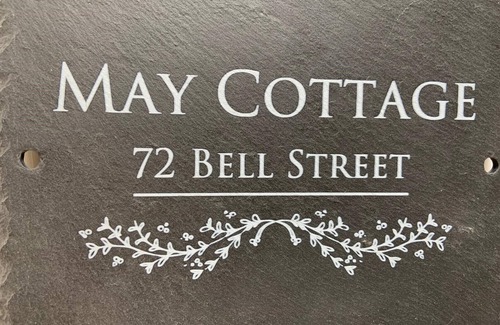 May Cottage
72 Bell Street